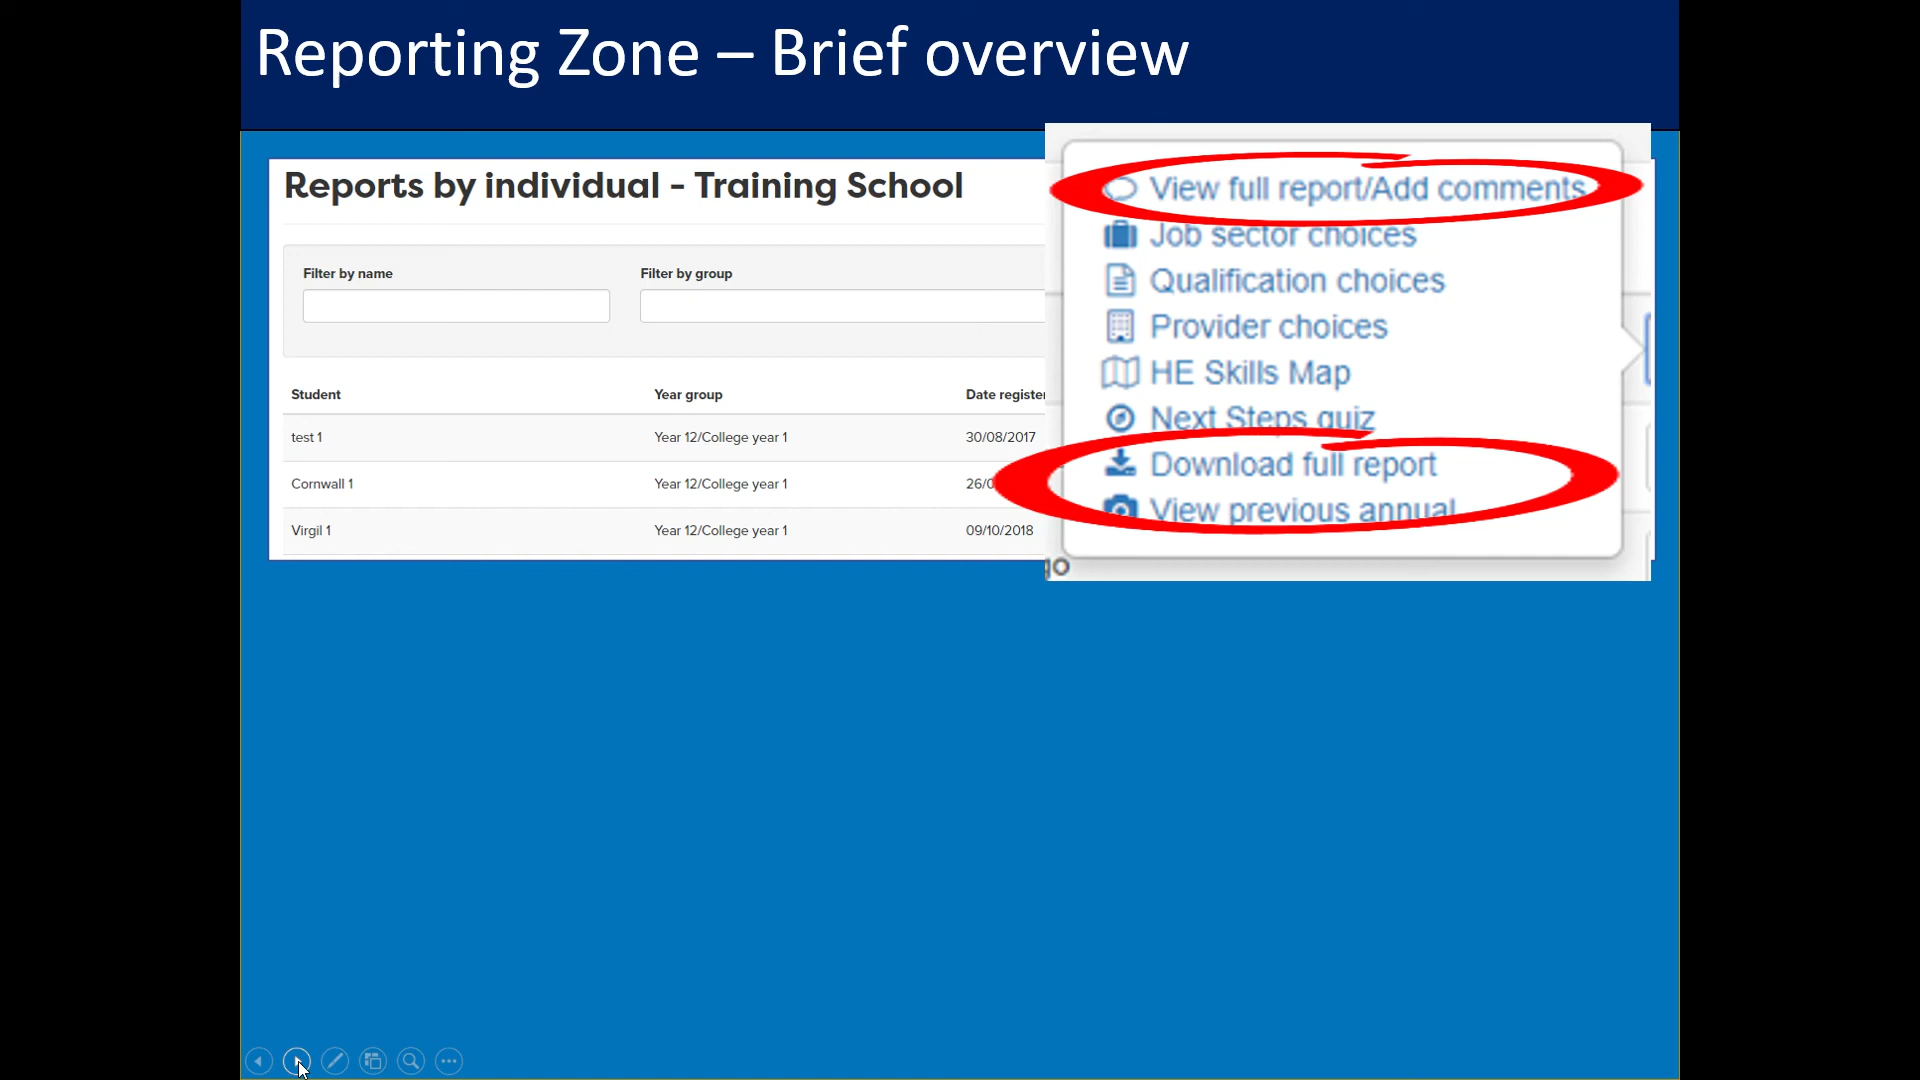 Reporting Zone – Brief overview
Reports by individual - Training School
Filter by name
Filter by group
Student
Year group
Date register
test 1
Year 12/College year 1
30/08/2017
Cornwall 1
Year 12/College year 1
26/0
Virgil 1
Year 12/College year 1
09/10/2018
View full report/Add comments
Job sector choices
Qualification choices
Provider choices
HE Skills Map
Next Steps quiz
Download full report
View previous annual
go